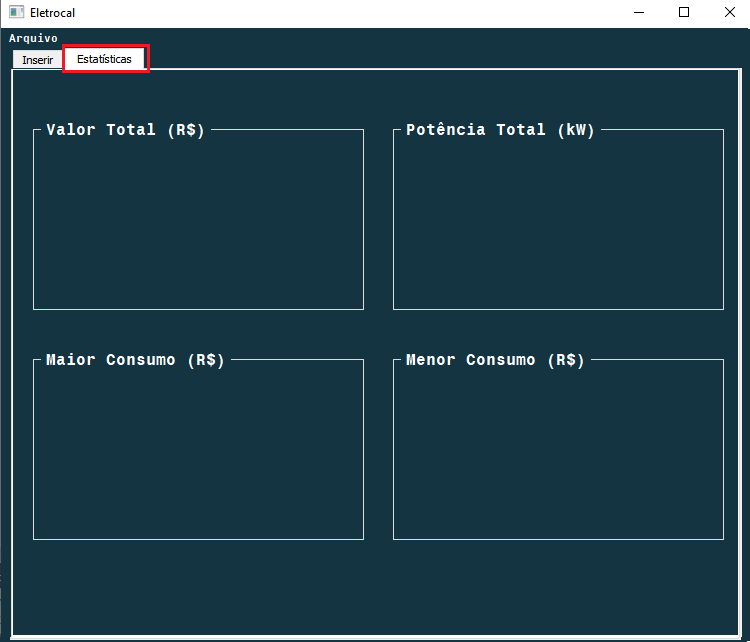 Eletrocal
Arquivo
Inserir Estatísticas
Valor Total (R$) Potência Total (kW)
Maior Consumo (R$) Menor Consumo (R$)